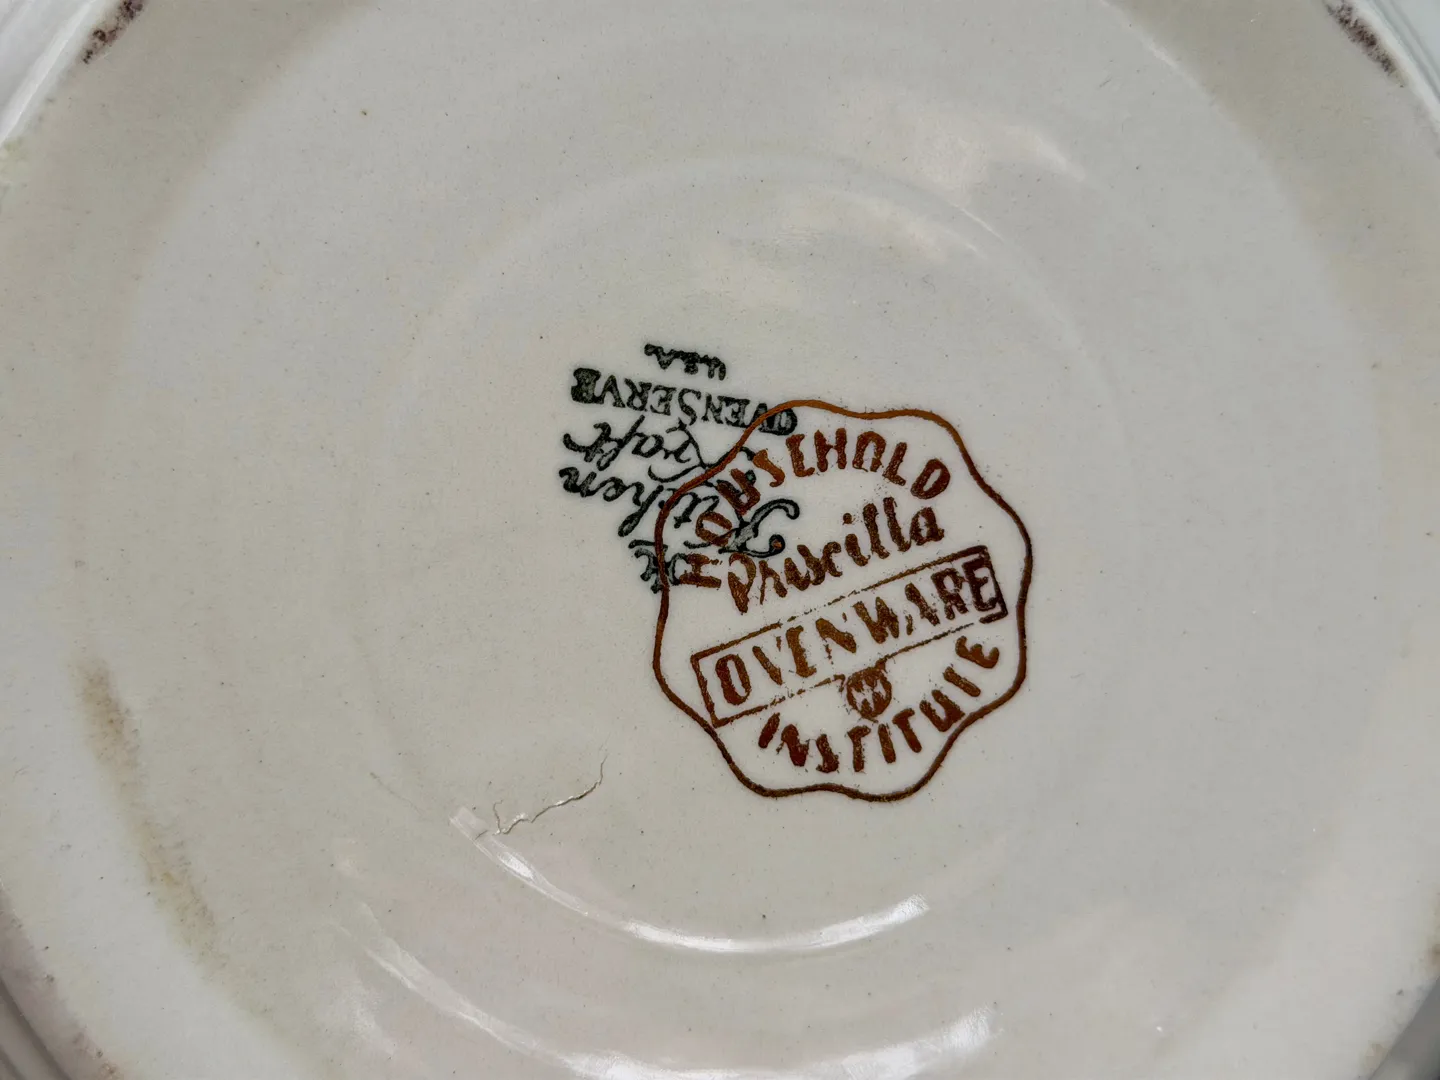 HOUSEHOLD
Priscilla
OVENWARE
INSTITUTE
Kitchen
Kraft
OVENSERVE
U.S.A.